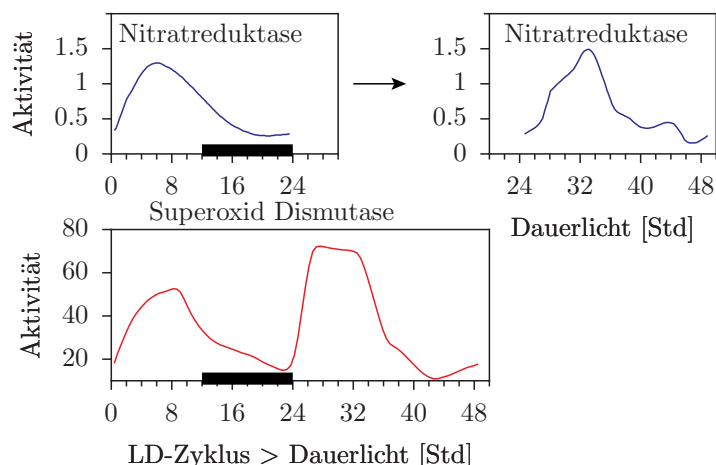 Nitratreduktase
Aktivität
1.5
1
0.5
0
0 8 16 24
Nitratreduktase
1.5
1
0.5
0
24 32 40 48
Dauerlicht [Std]
Superoxid Dismutase
Aktivität
80
60
40
20
0 8 16 24 32 40 48
LD-Zyklus > Dauerlicht [Std]